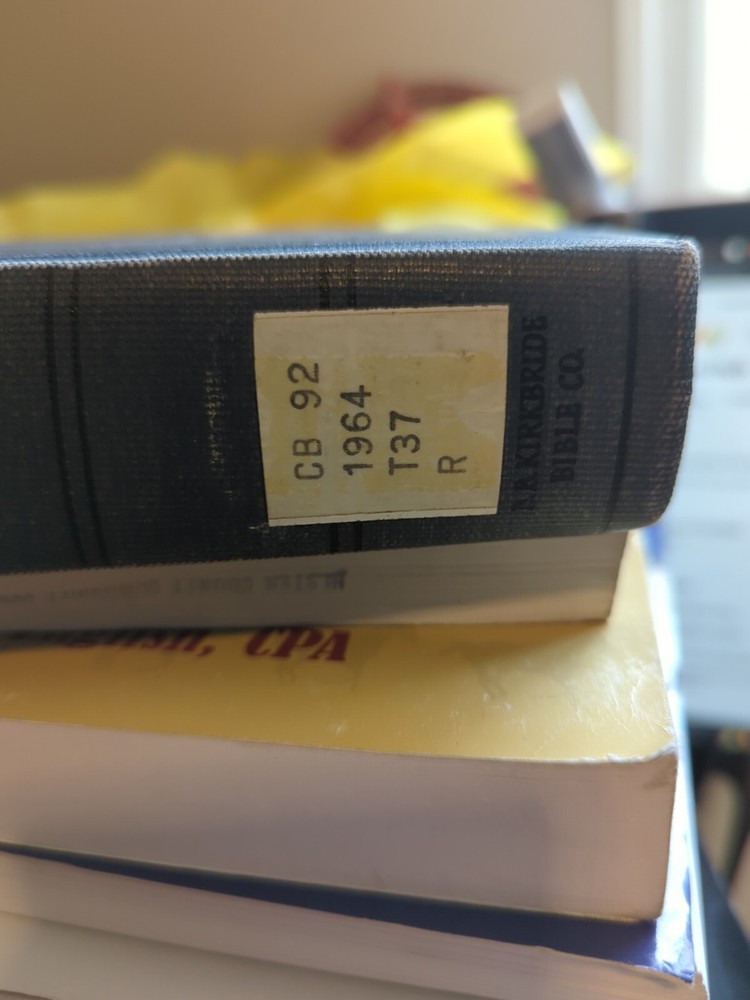 CB 92
1964
T37
R
KIRKBRIDE
BIBLE CO.
CPA